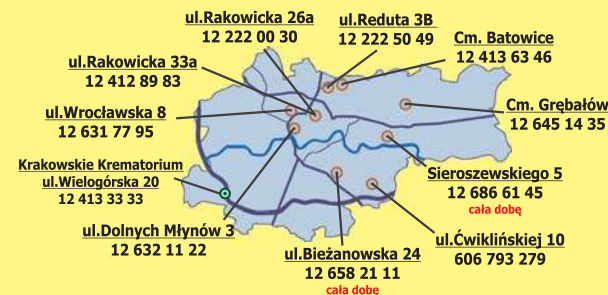 ul.Rakowicka 26a
12 222 00 30
ul.Reduta 3B
12 222 50 49
Cm. Batowice
12 413 63 46
ul.Rakowicka 33a
12 412 89 83
Cm. Grębałów
12 645 14 35
ul.Wrocławska 8
12 631 77 95
Krakowskie Krematorium
ul.Wielogórska 20
12 413 33 33
Sieroszewskiego 5
12 686 61 45
cała dobę
ul.Dolnych Młynów 3
12 632 11 22
ul.Bieżanowska 24
12 658 21 11
cała dobę
ul.Ćwiklińskiej 10
606 793 279